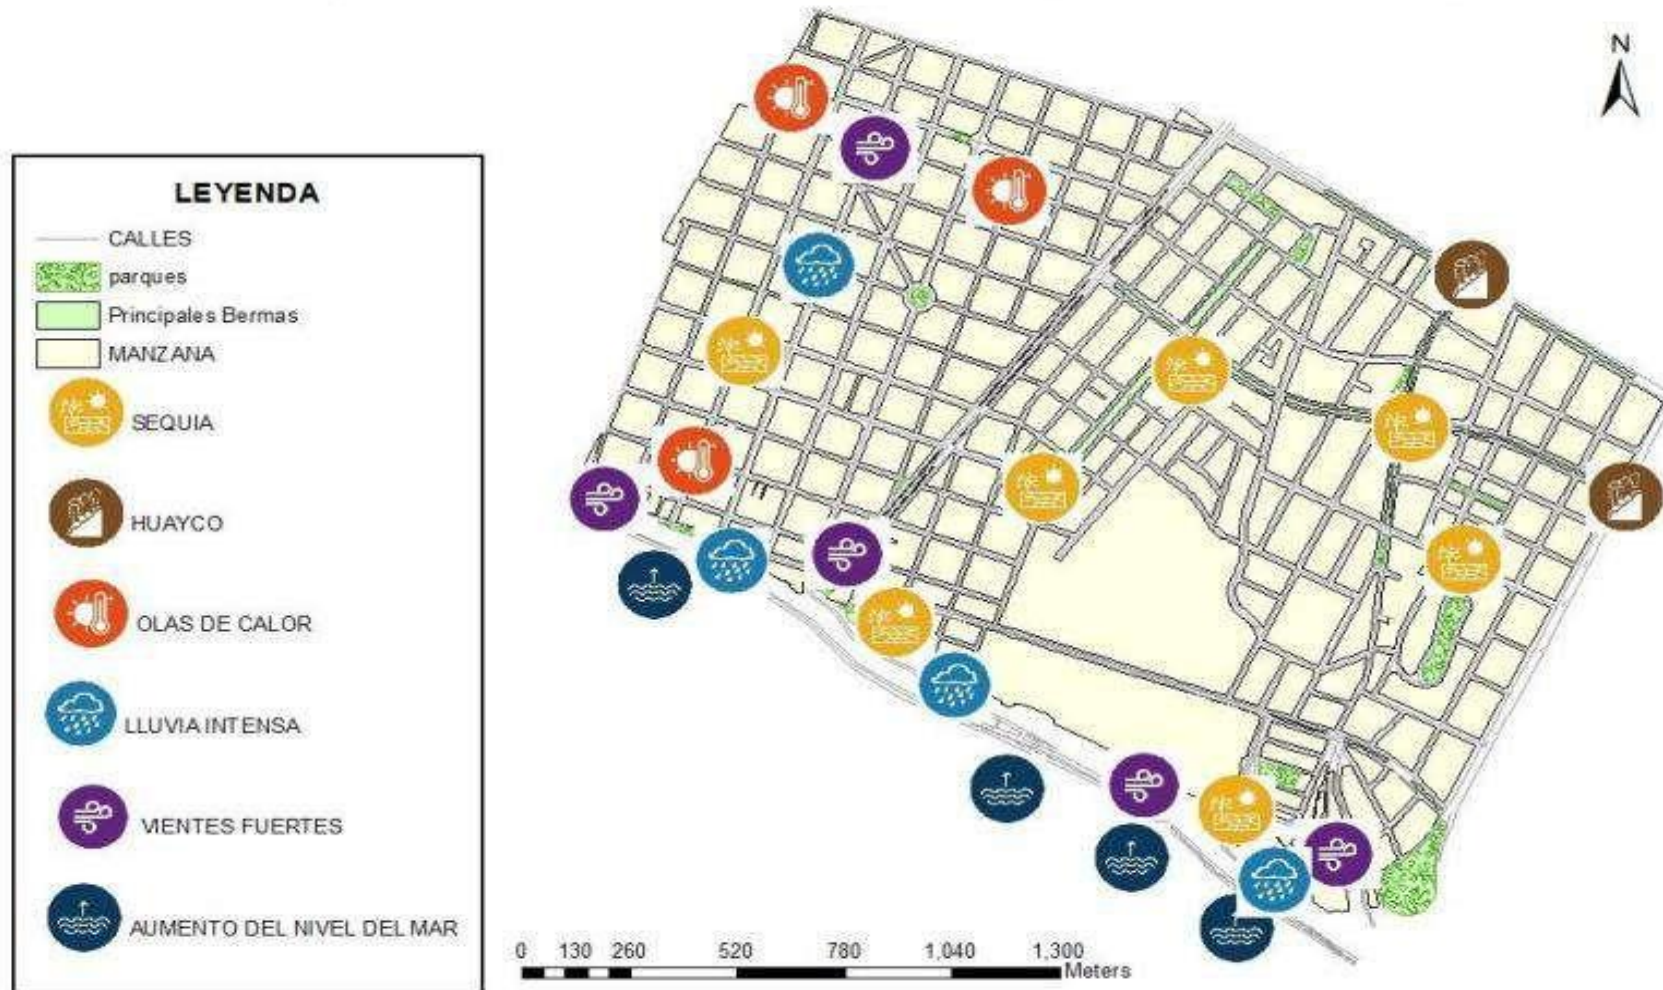 N
LEYENDA
CALLES
parques
Principales Bermas
MANZANA
SEQUIA
HUAYCO
OLAS DE CALOR
LLUVIA INTENSA
VIENTES FUERTES
AUMENTO DEL NIVEL DEL MAR
0 130 260 520 780 1,040 1,300
Meters